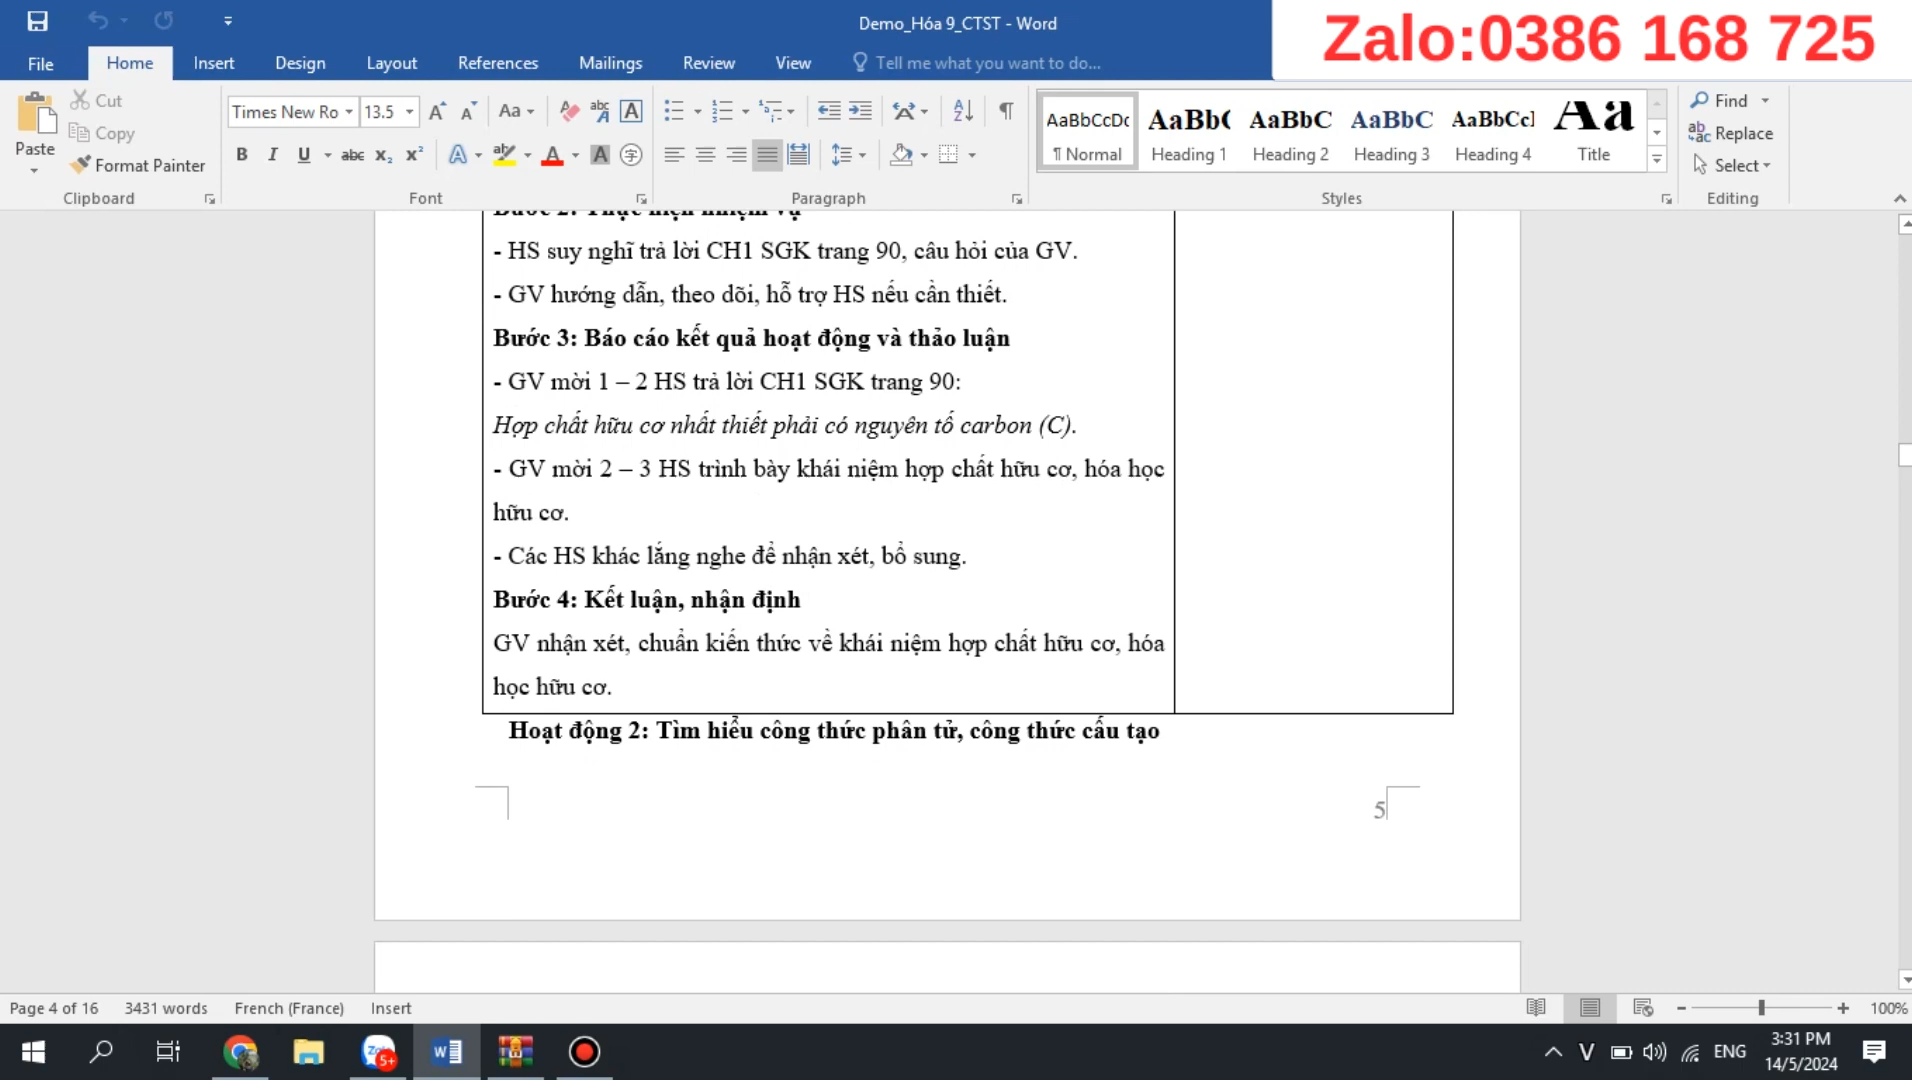 Demo_Hóa 9_CTST - Word
Zalo:0386 168 725
File Home Insert Design Layout References Mailings Review View Tell me what you want to do...
Paste
Cut
Copy
Format Painter
Clipboard
Times New Ro 13.5
Font
Paragraph
AaBbCcDc AaBb( AaBbC AaBbC AaBbCcI Aa
¶ Normal Heading 1 Heading 2 Heading 3 Heading 4 Title
Styles
Find
Replace
Select
Editing
Bước 2: Thực hiện nhiệm vụ
- HS suy nghĩ trả lời CH1 SGK trang 90, câu hỏi của GV.
- GV hướng dẫn, theo dõi, hỗ trợ HS nếu cần thiết.
Bước 3: Báo cáo kết quả hoạt động và thảo luận
- GV mời 1 – 2 HS trả lời CH1 SGK trang 90:
Hợp chất hữu cơ nhất thiết phải có nguyên tố carbon (C).
- GV mời 2 – 3 HS trình bày khái niệm hợp chất hữu cơ, hóa học
hữu cơ.
- Các HS khác lắng nghe để nhận xét, bổ sung.
Bước 4: Kết luận, nhận định
GV nhận xét, chuẩn kiến thức về khái niệm hợp chất hữu cơ, hóa
học hữu cơ.
Hoạt động 2: Tìm hiểu công thức phân tử, công thức cấu tạo
5
Page 4 of 16 3431 words French (France) Insert 100%
ENG
3:31 PM
14/5/2024